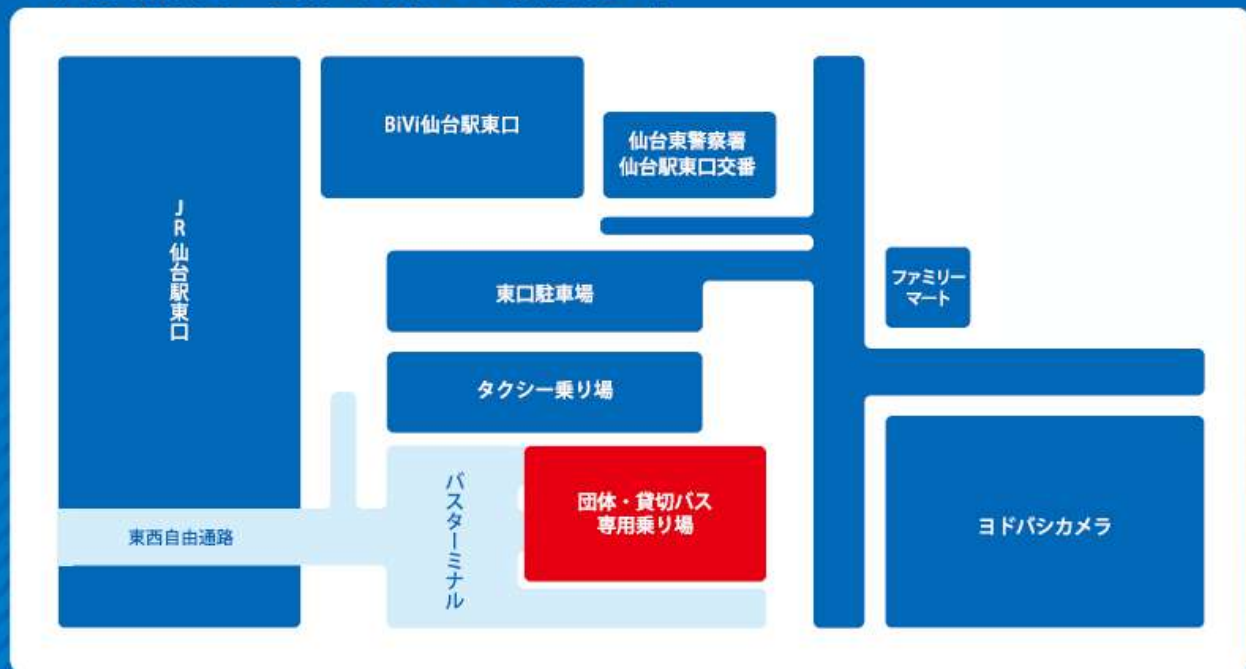 BiVi仙台駅東口
仙台東警察署
仙台駅東口交番
JR仙台駅東口
東口駐車場
ファミリー
マート
タクシー乗り場
バスターミナル
団体・貸切バス
専用乗り場
東西自由通路
ヨドバシカメラ